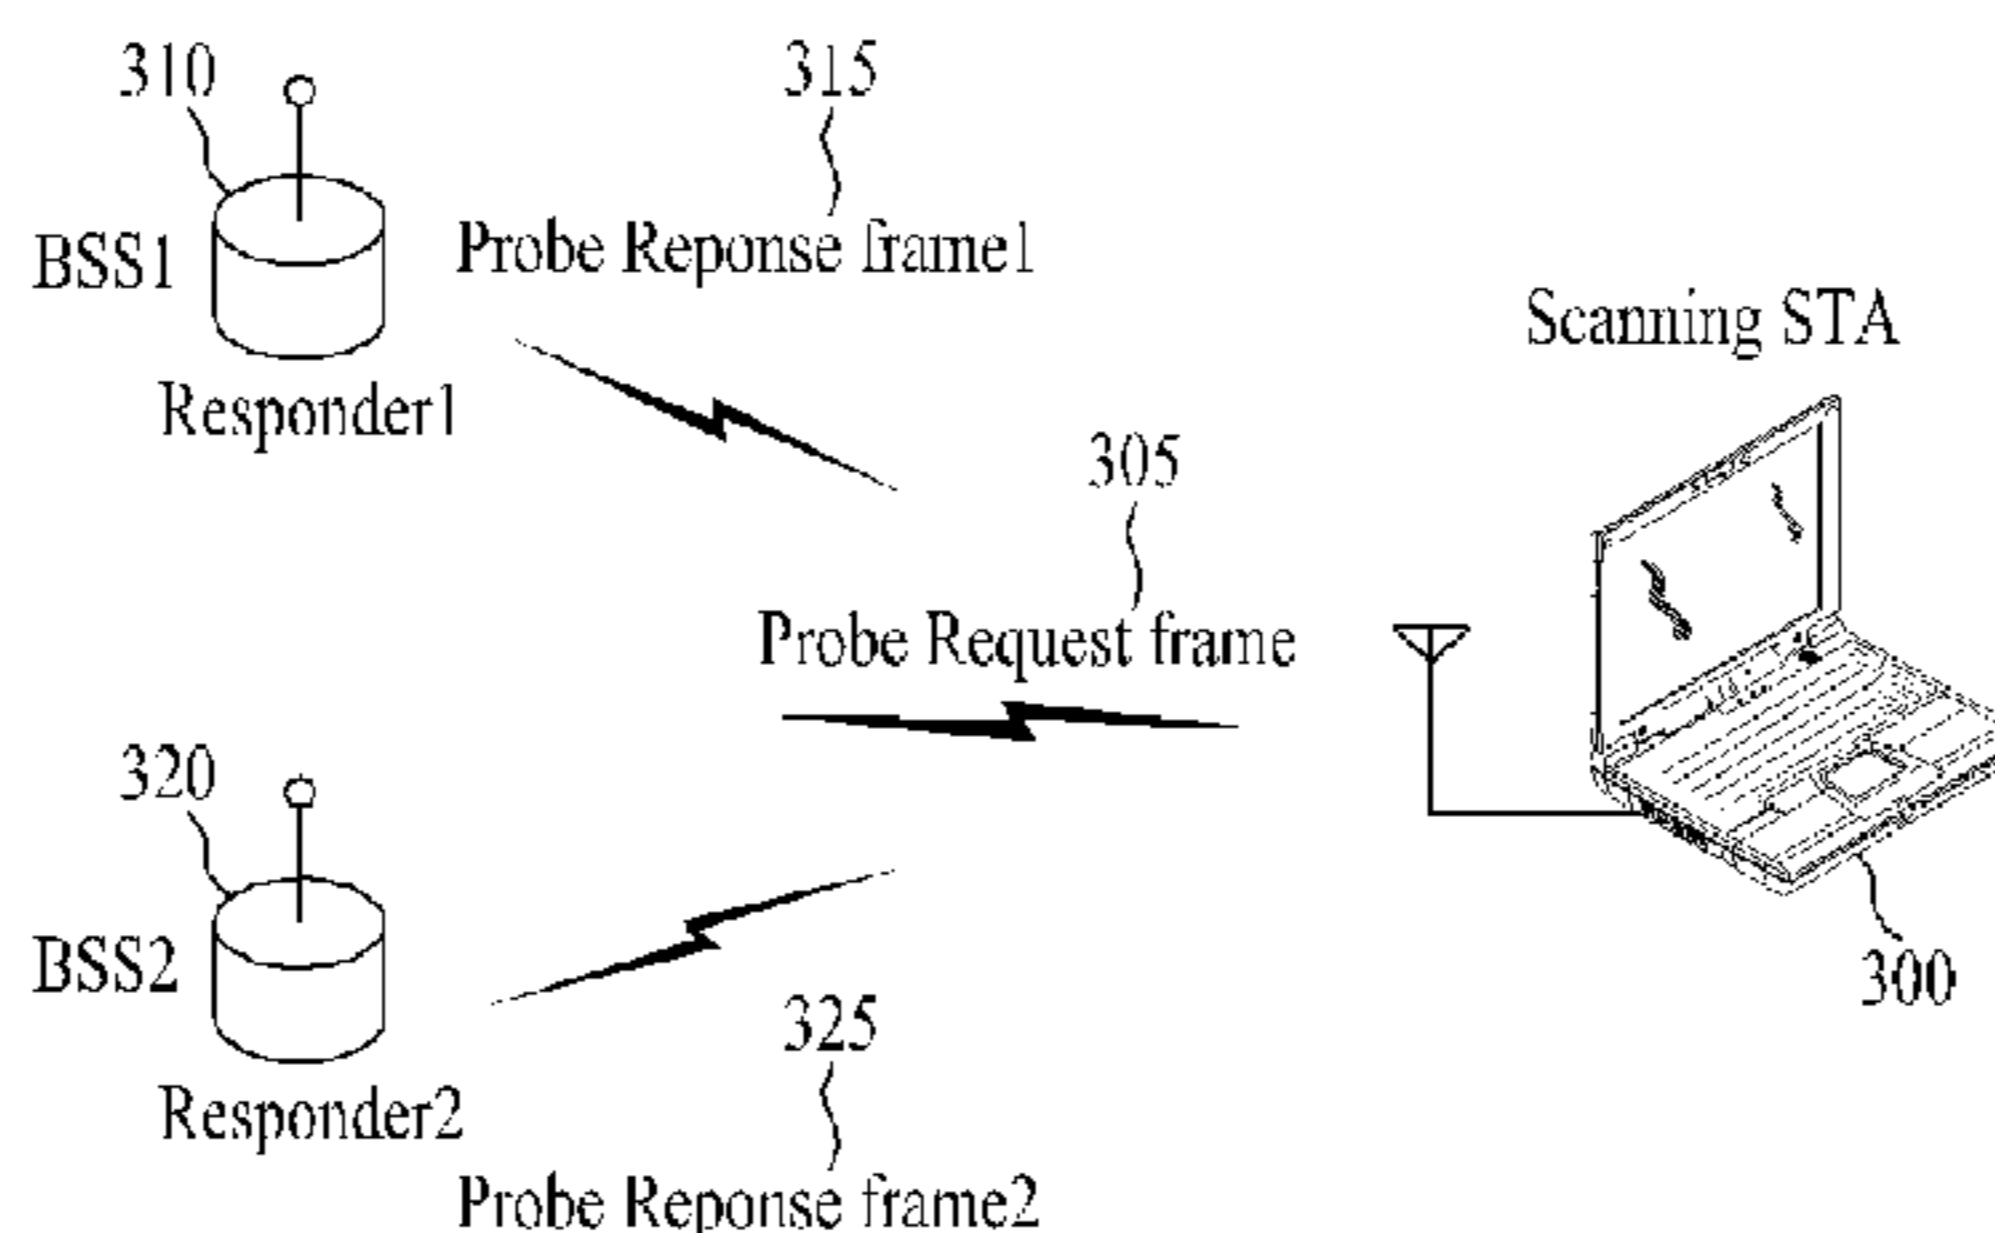 310
315
BSS1
Probe Reponse frame1
Scanning STA
Responder1
305
Probe Request frame
320
BSS2
300
325
Responder2
Probe Reponse frame2